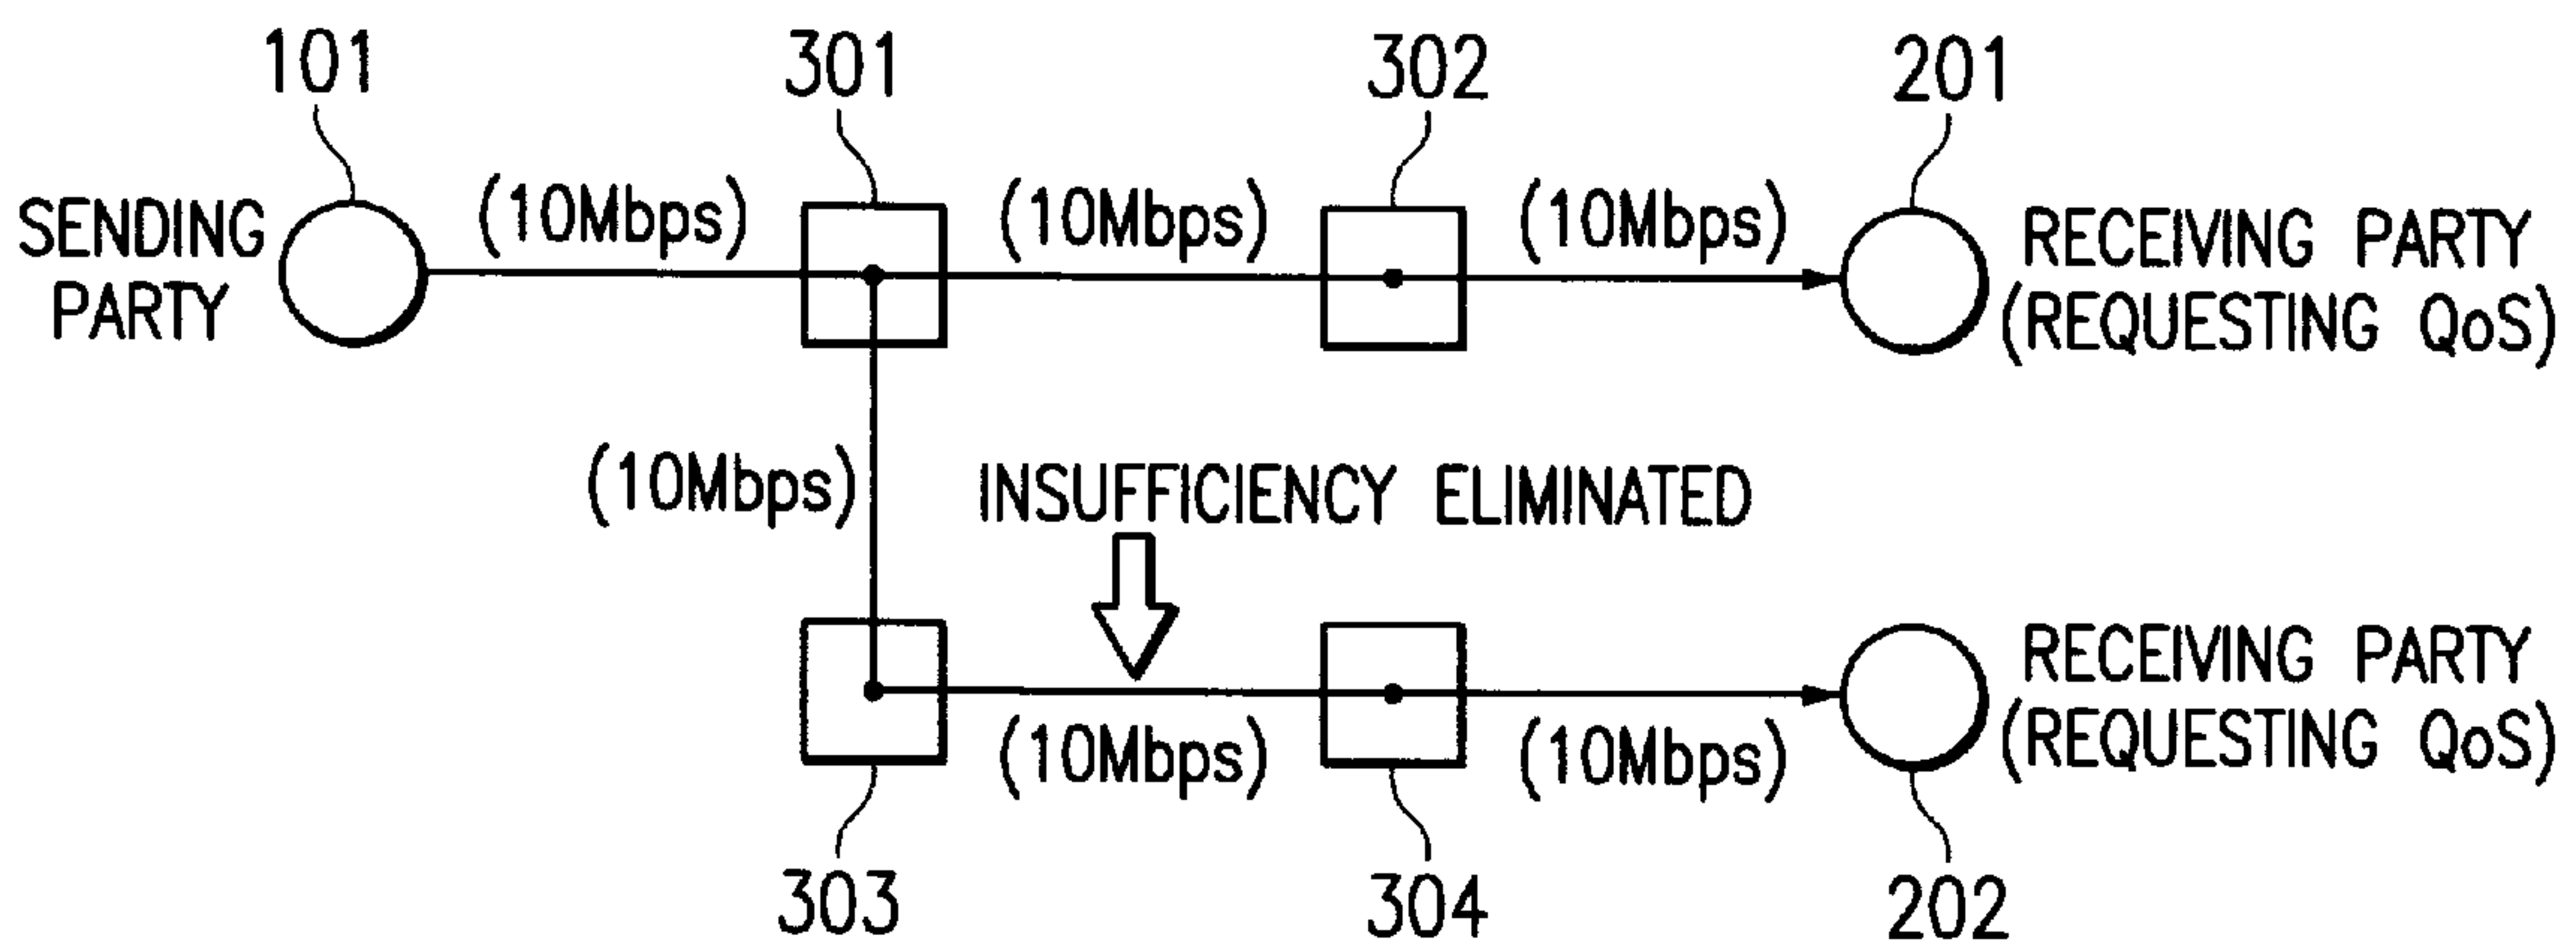 101
301
302
201
SENDING
PARTY
(10Mbps)
(10Mbps)
(10Mbps)
RECEIVING PARTY
(REQUESTING QoS)
(10Mbps)
INSUFFICIENCY ELIMINATED
(10Mbps)
(10Mbps)
RECEIVING PARTY
(REQUESTING QoS)
303
304
202